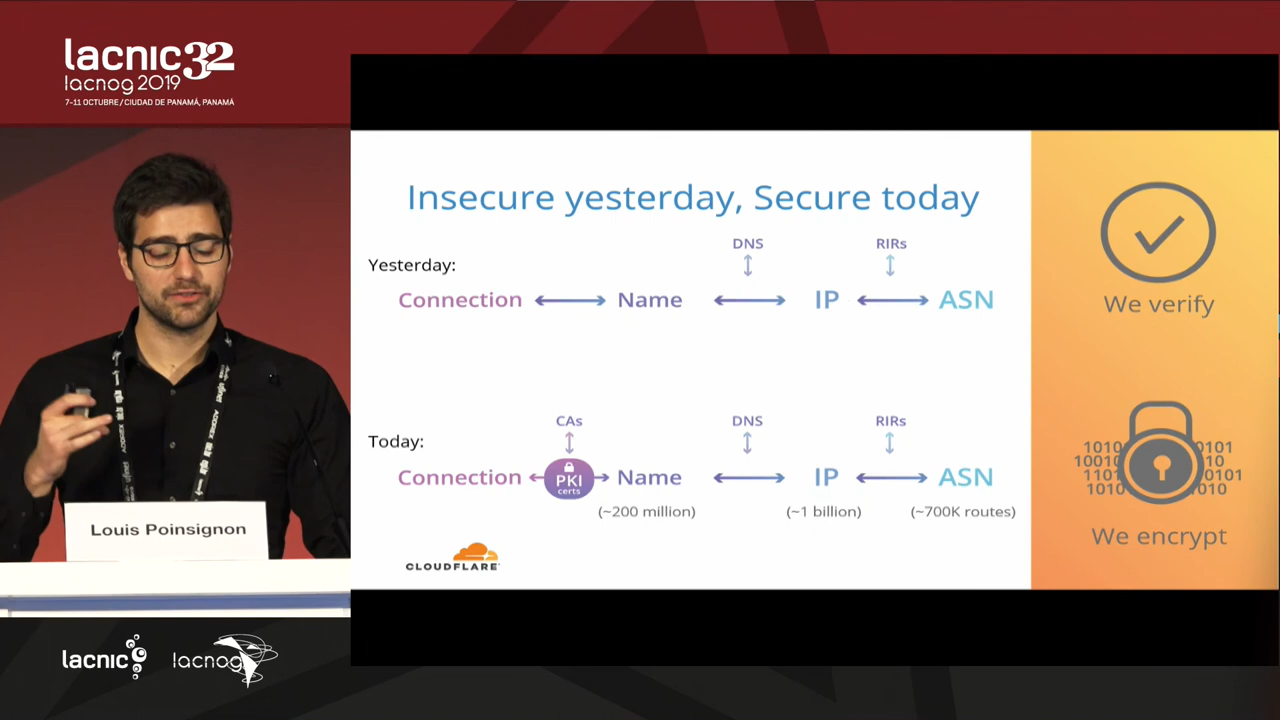 lacnic32
lacnog 2019
7-11 OCTUBRE / CIUDAD DE PANAMÁ, PANAMÁ
Insecure yesterday, Secure today
DNS RIRs
Yesterday:
Connection Name IP ASN
CAs DNS RIRs
Today:
Connection PKI certs Name IP ASN
(~200 million) (~1 billion) (~700K routes)
CLOUDFLARE
We verify
1010 0101
10010 10
1101 0101
1010 010
We encrypt
Louis Poinsignon
lacnic lacnog